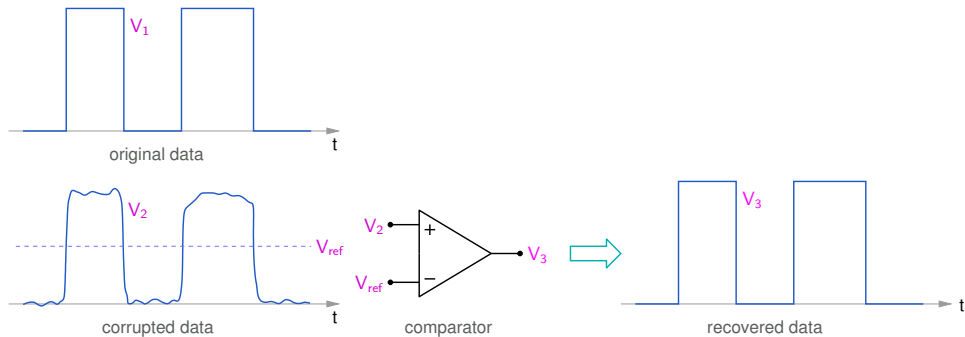 V1
t
original data
V2
Vref
t
corrupted data
V2
+
Vref
−
V3
comparator
V3
t
recovered data